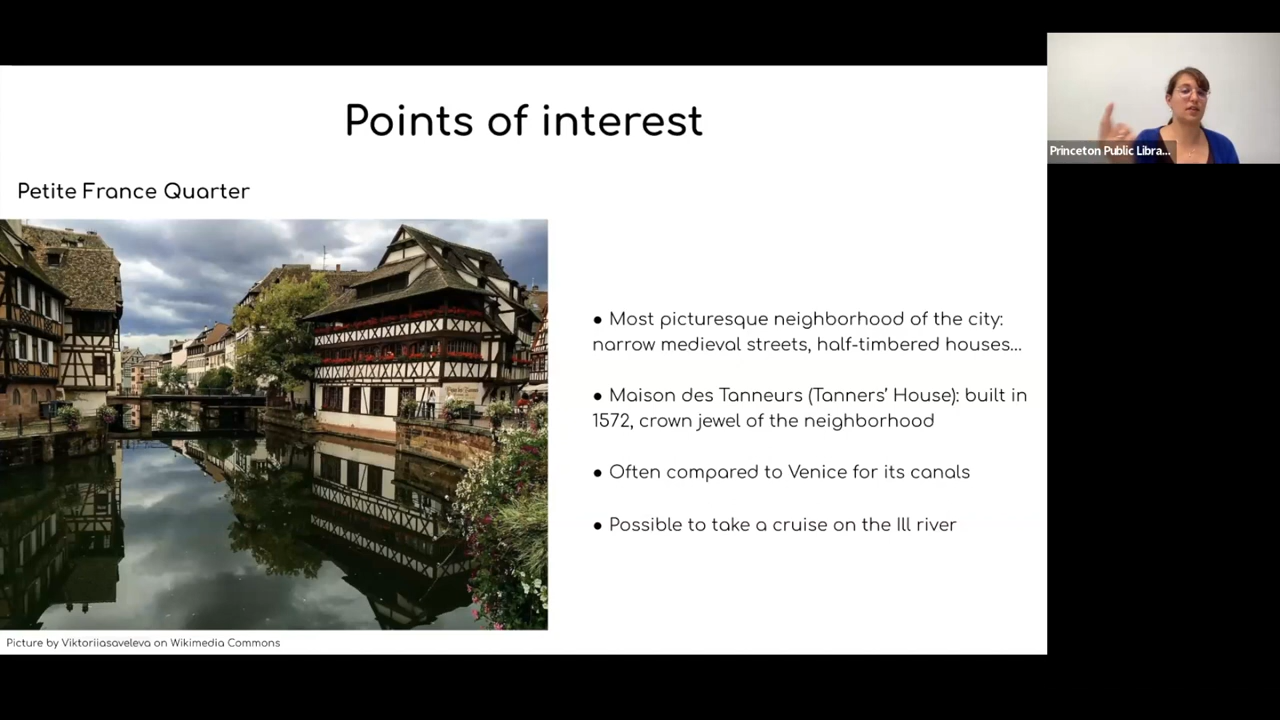 Points of interest
Petite France Quarter
● Most picturesque neighborhood of the city:
narrow medieval streets, half-timbered houses...
● Maison des Tanneurs (Tanners' House): built in
1572, crown jewel of the neighborhood
● Often compared to Venice for its canals
● Possible to take a cruise on the Ill river
Picture by Viktoriiasaveleva on Wikimedia Commons
Princeton Public Libra...